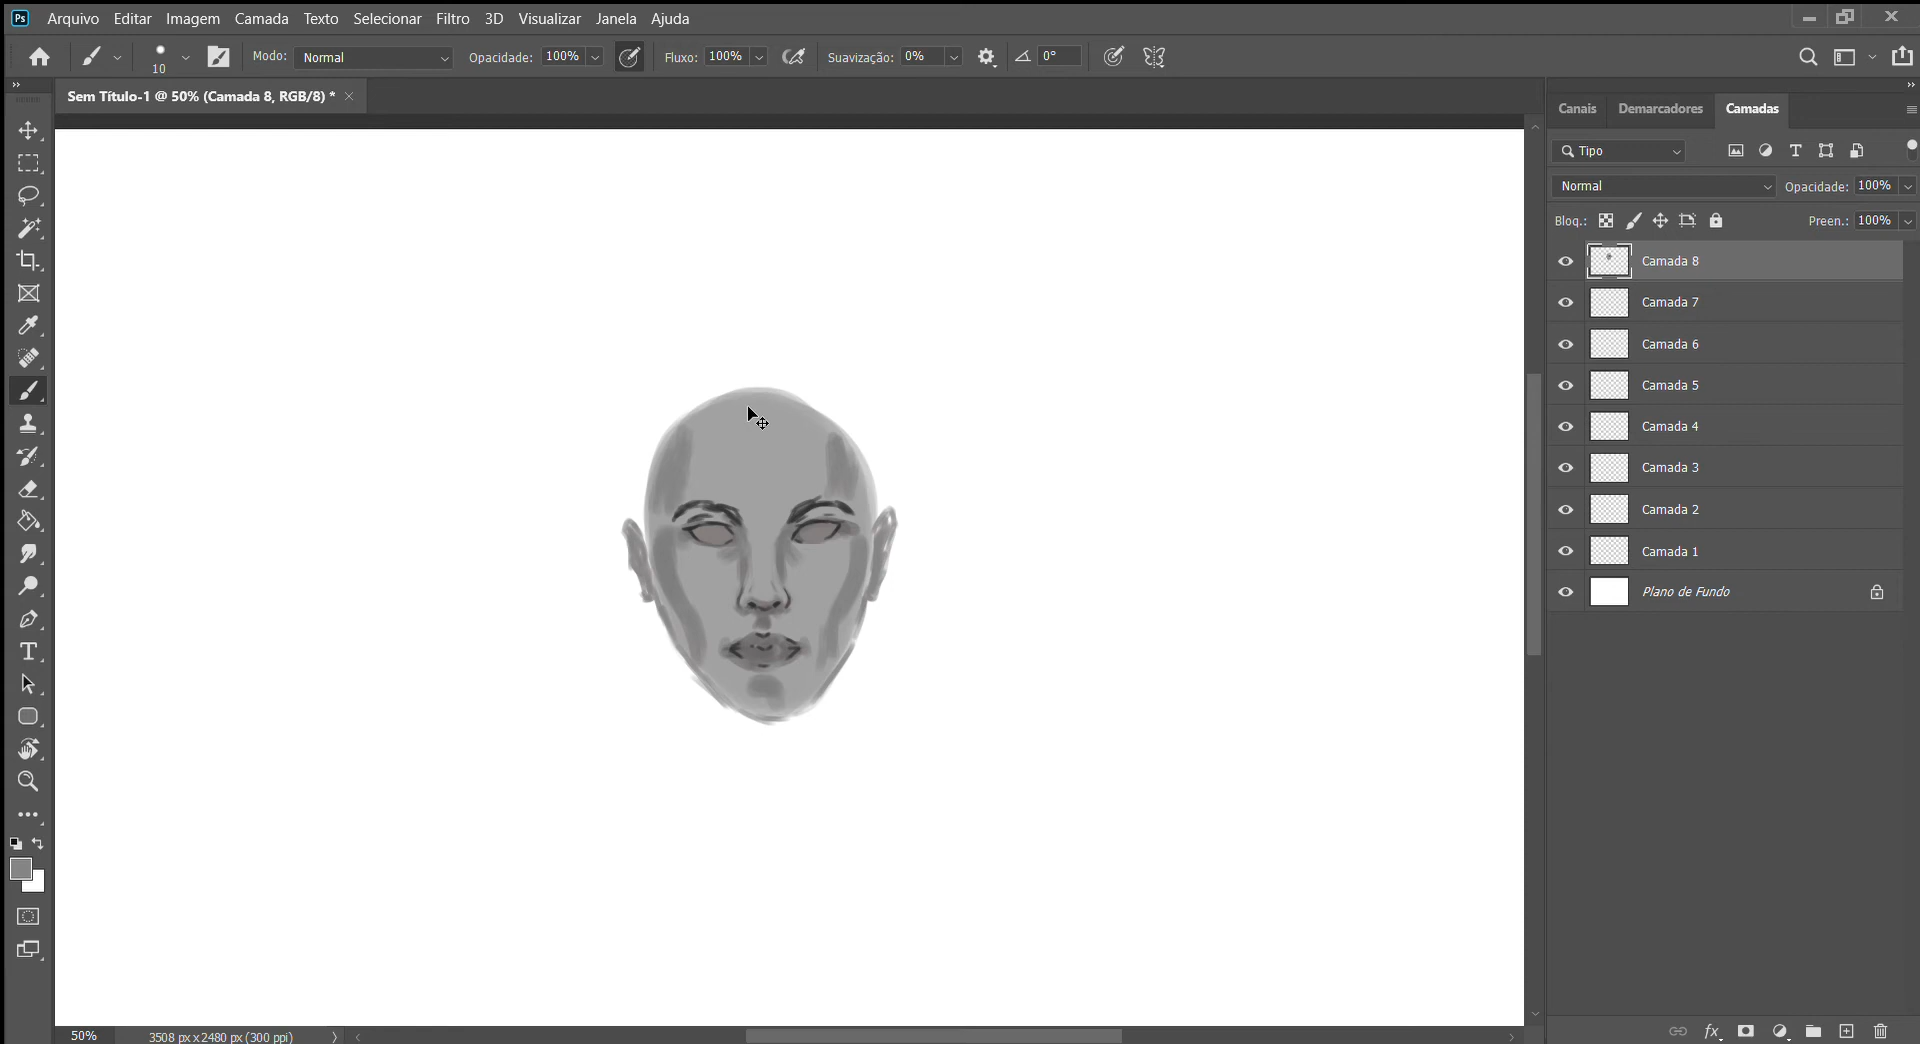 Ps Arquivo Editar Imagem Camada Texto Selecionar Filtro 3D Visualizar Janela Ajuda
10 Modo: Normal Opacidade: 100% Fluxo: 100% Suavização: 0% 0°
Sem Título-1 @ 50% (Camada 8, RGB/8) *
Canais Demarcadores Camadas
Tipo
Normal Opacidade: 100%
Bloq.: Preen.: 100%
Camada 8
Camada 7
Camada 6
Camada 5
Camada 4
Camada 3
Camada 2
Camada 1
Plano de Fundo
fx
50% 3508 px x 2480 px (300 ppi)